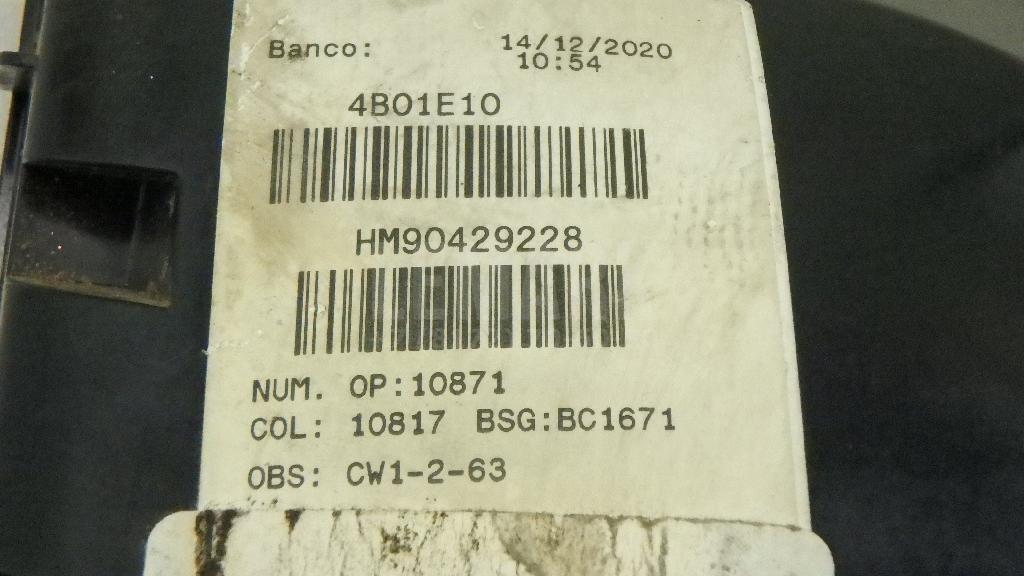 Banco: 14/12/2020
10:54
4B01E10
HM90429228
NUM. OP:10871
COL: 10817 BSG:BC1671
OBS: CW1-2-63